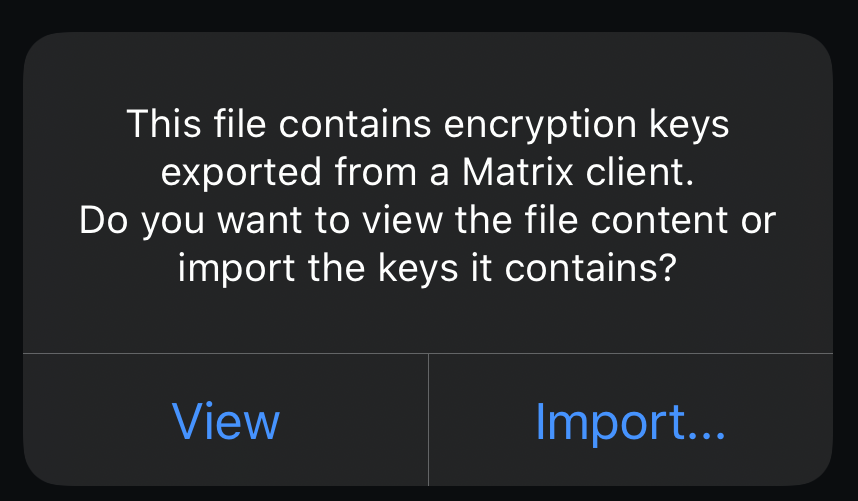 This file contains encryption keys
exported from a Matrix client.
Do you want to view the file content or
import the keys it contains?
View
Import...